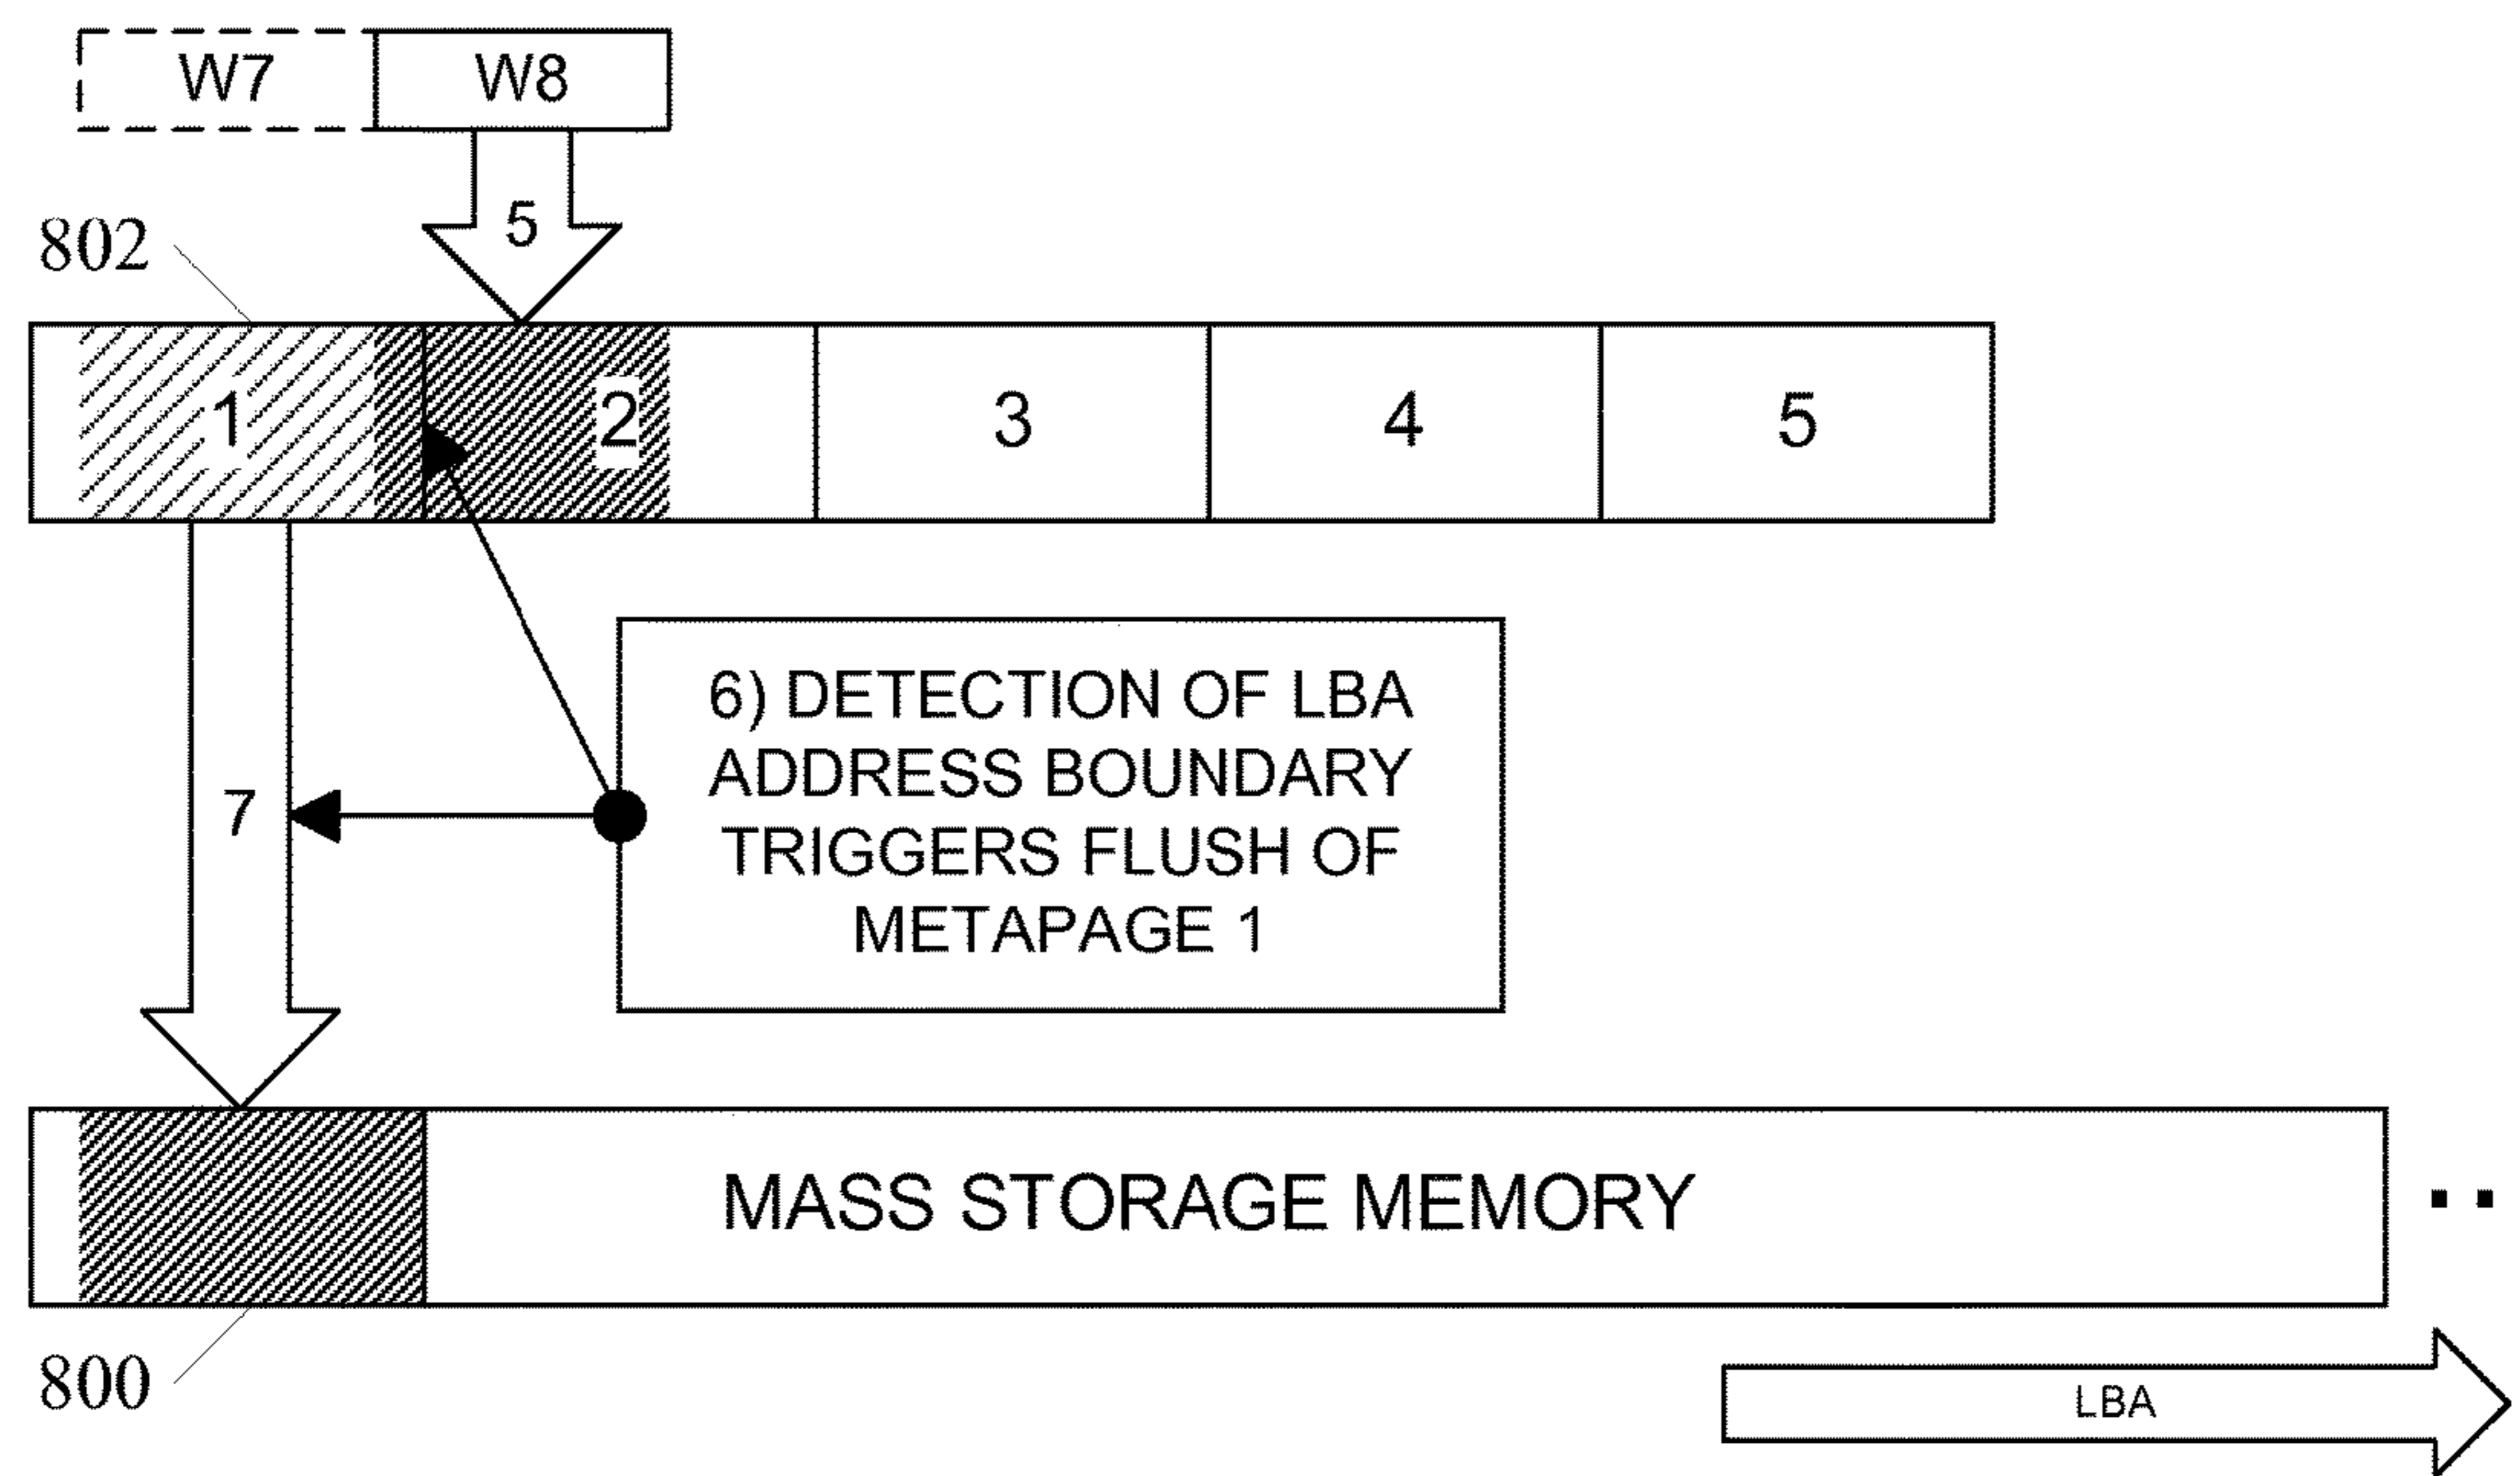 W7 W8
5
802
1 2 3 4 5
6) DETECTION OF LBA
ADDRESS BOUNDARY
TRIGGERS FLUSH OF
METAPAGE 1
7
MASS STORAGE MEMORY ..
800
LBA